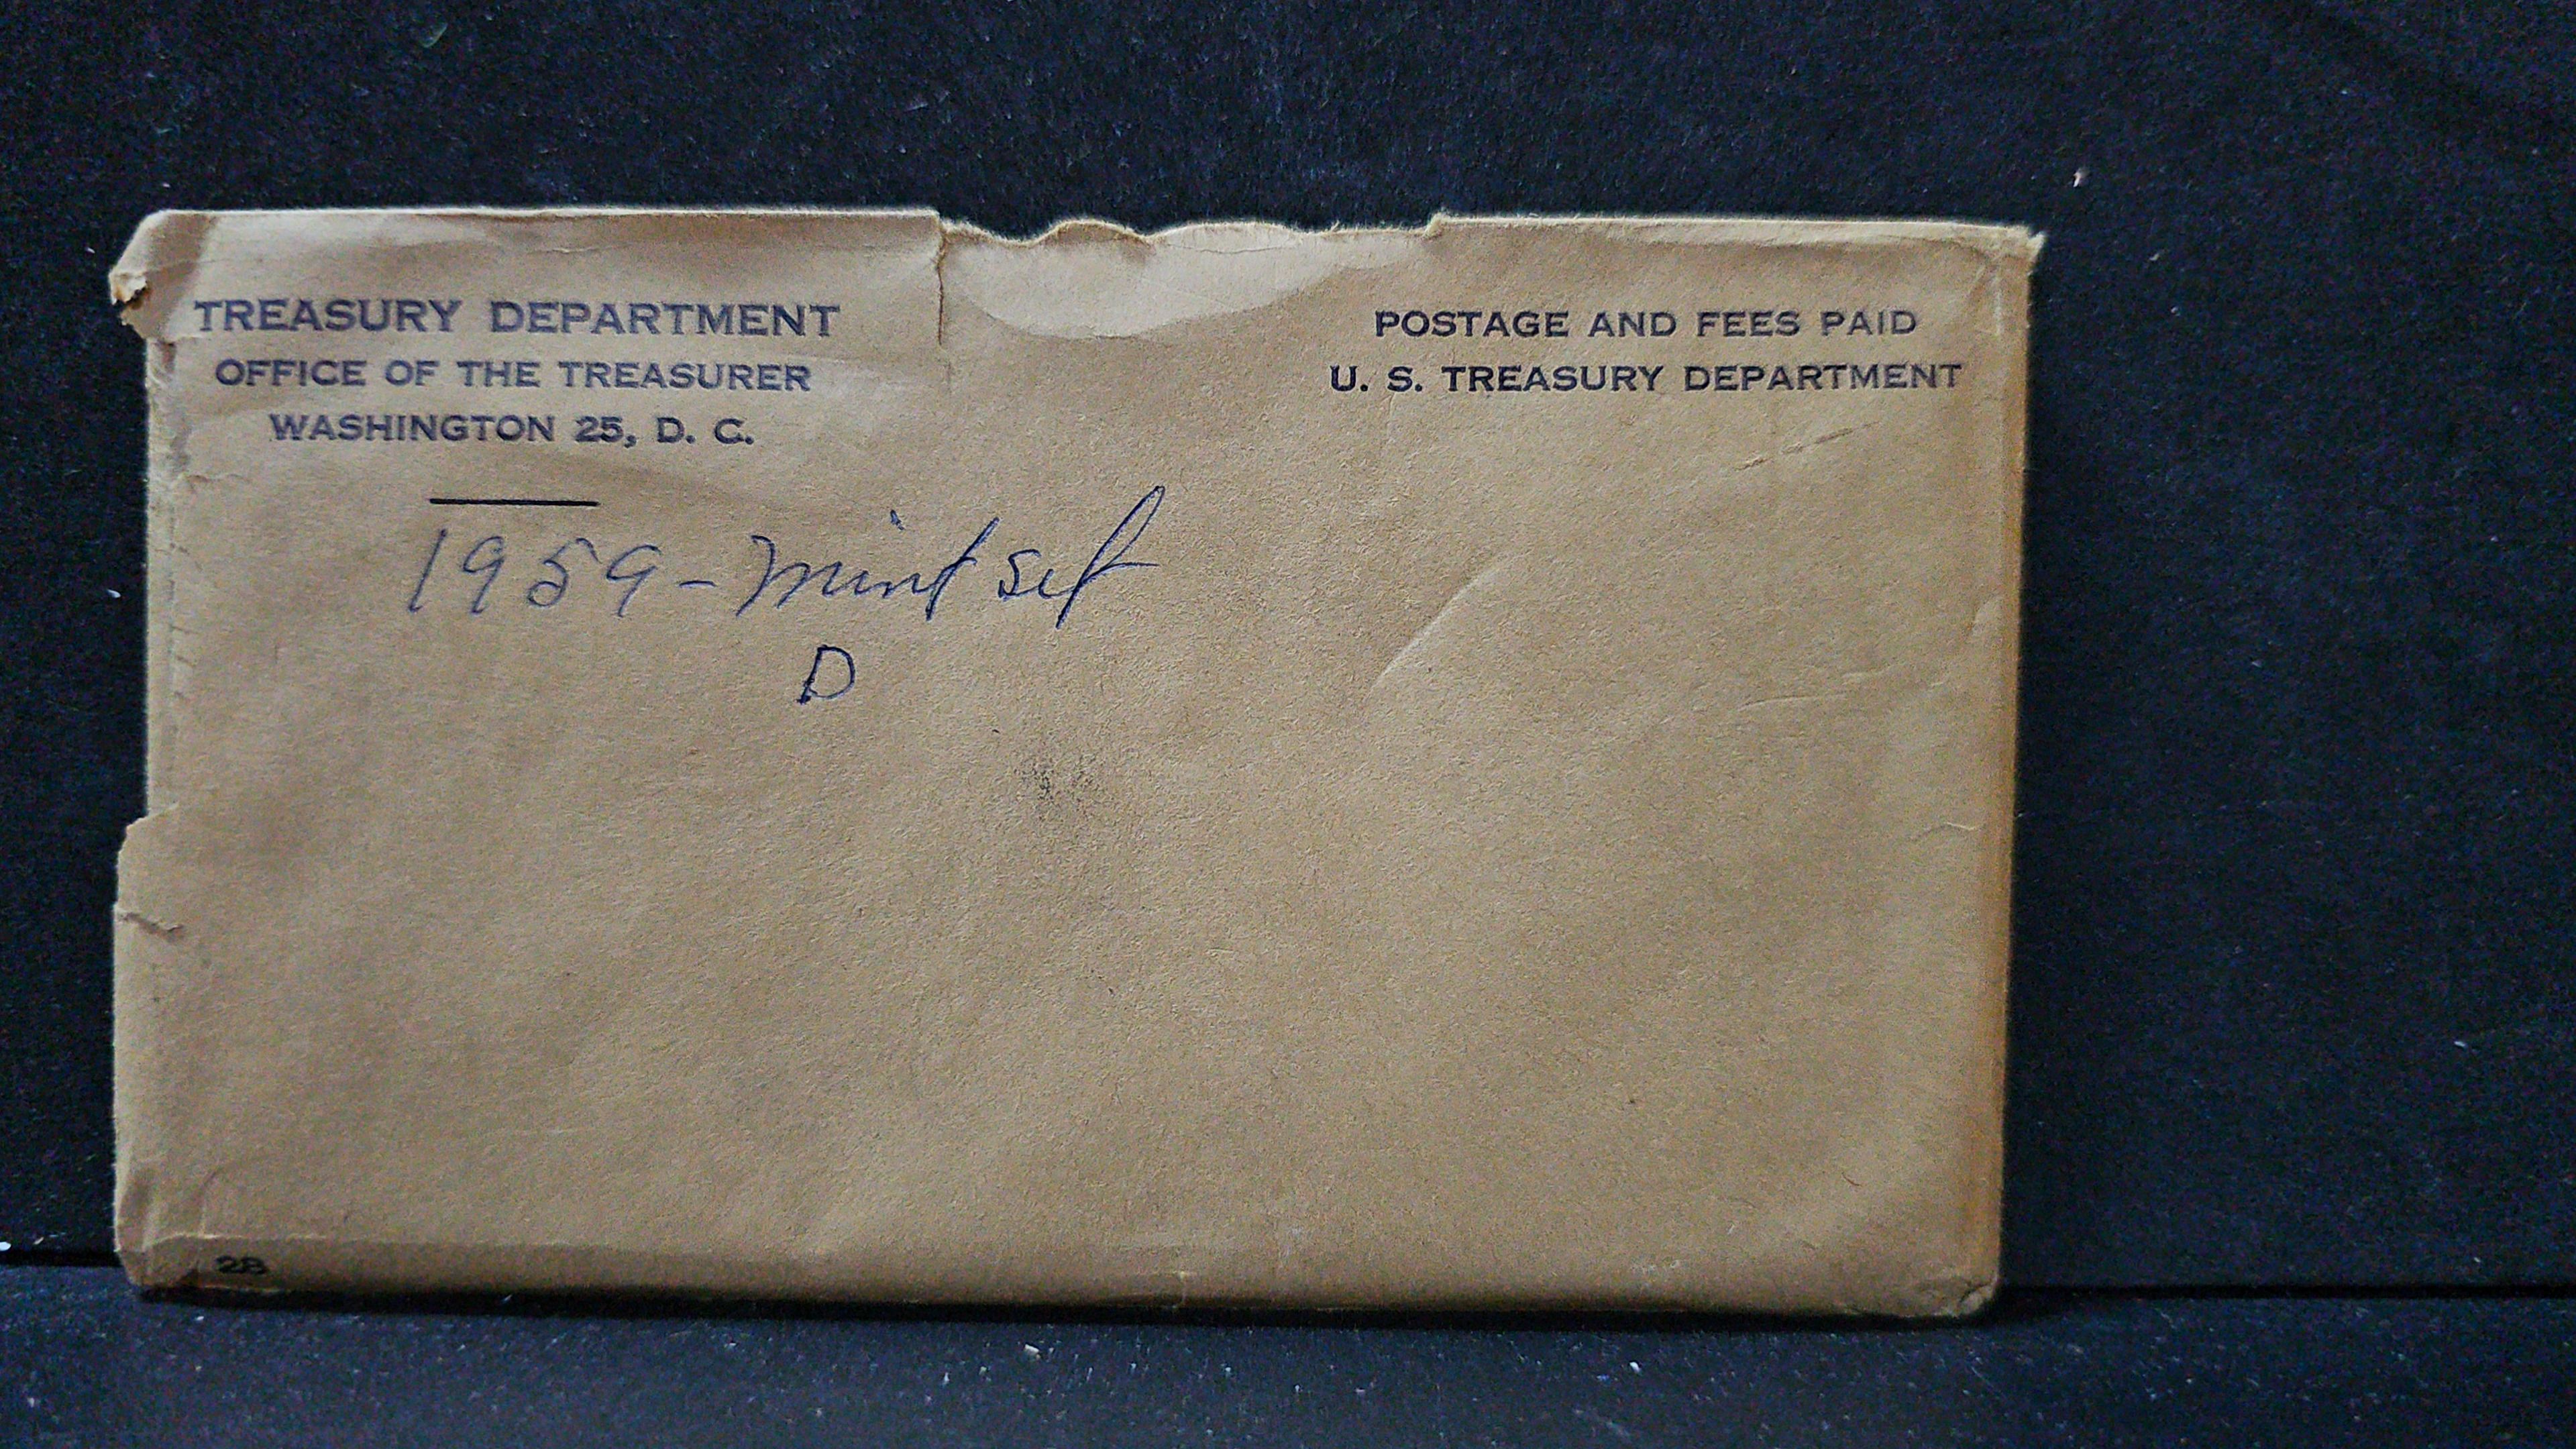 TREASURY DEPARTMENT
OFFICE OF THE TREASURER
WASHINGTON 25, D. C.
POSTAGE AND FEES PAID
U. S. TREASURY DEPARTMENT
1959 - Mint set
D
28